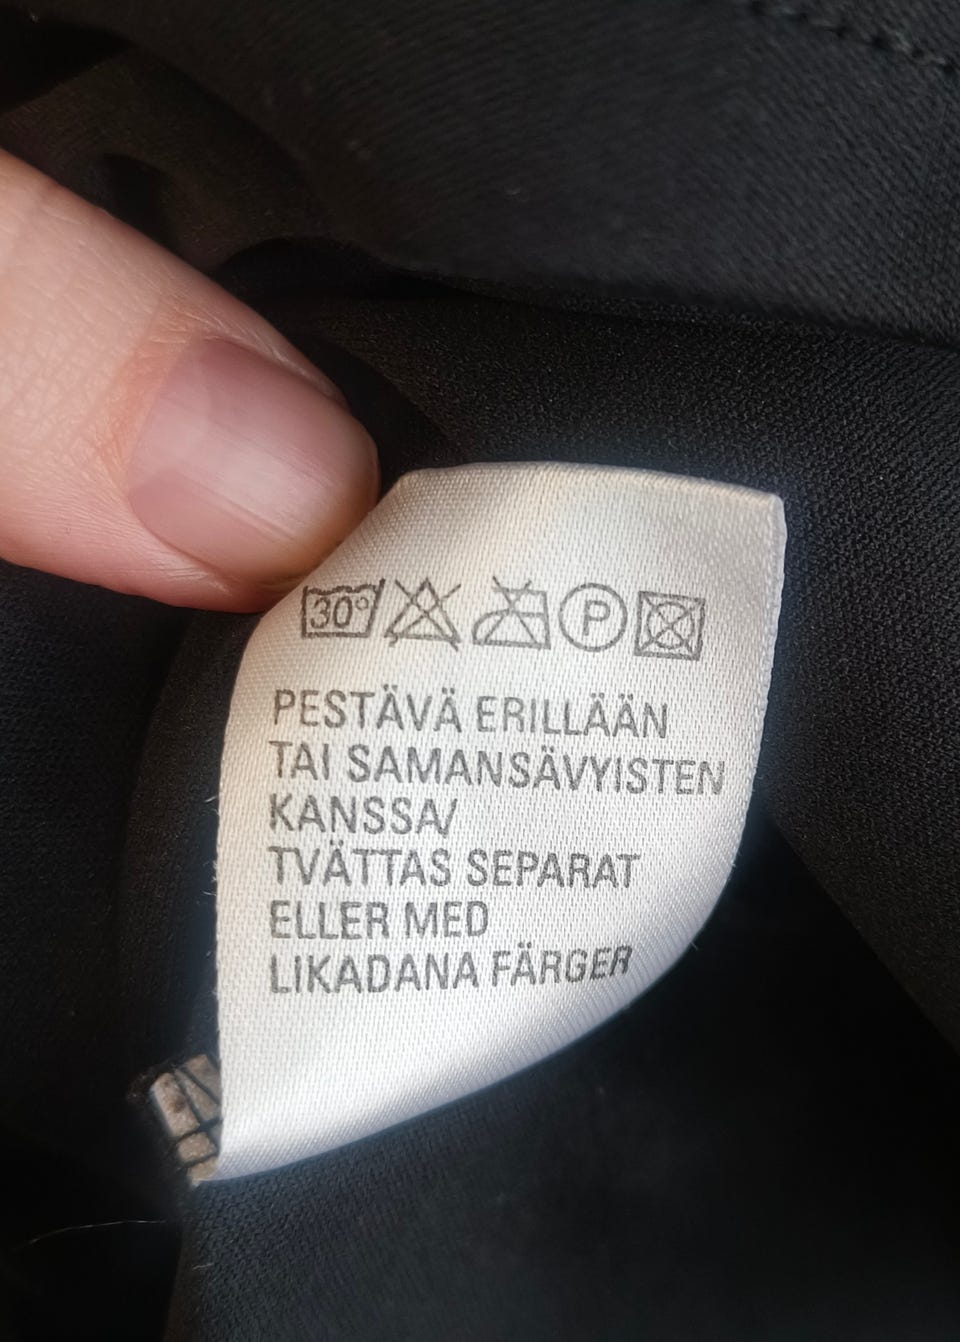 30° P
PESTÄVÄ ERILLÄÄN
TAI SAMANSÄVYISTEN
KANSSA/
TVÄTTAS SEPARAT
ELLER MED
LIKADANA FÄRGER